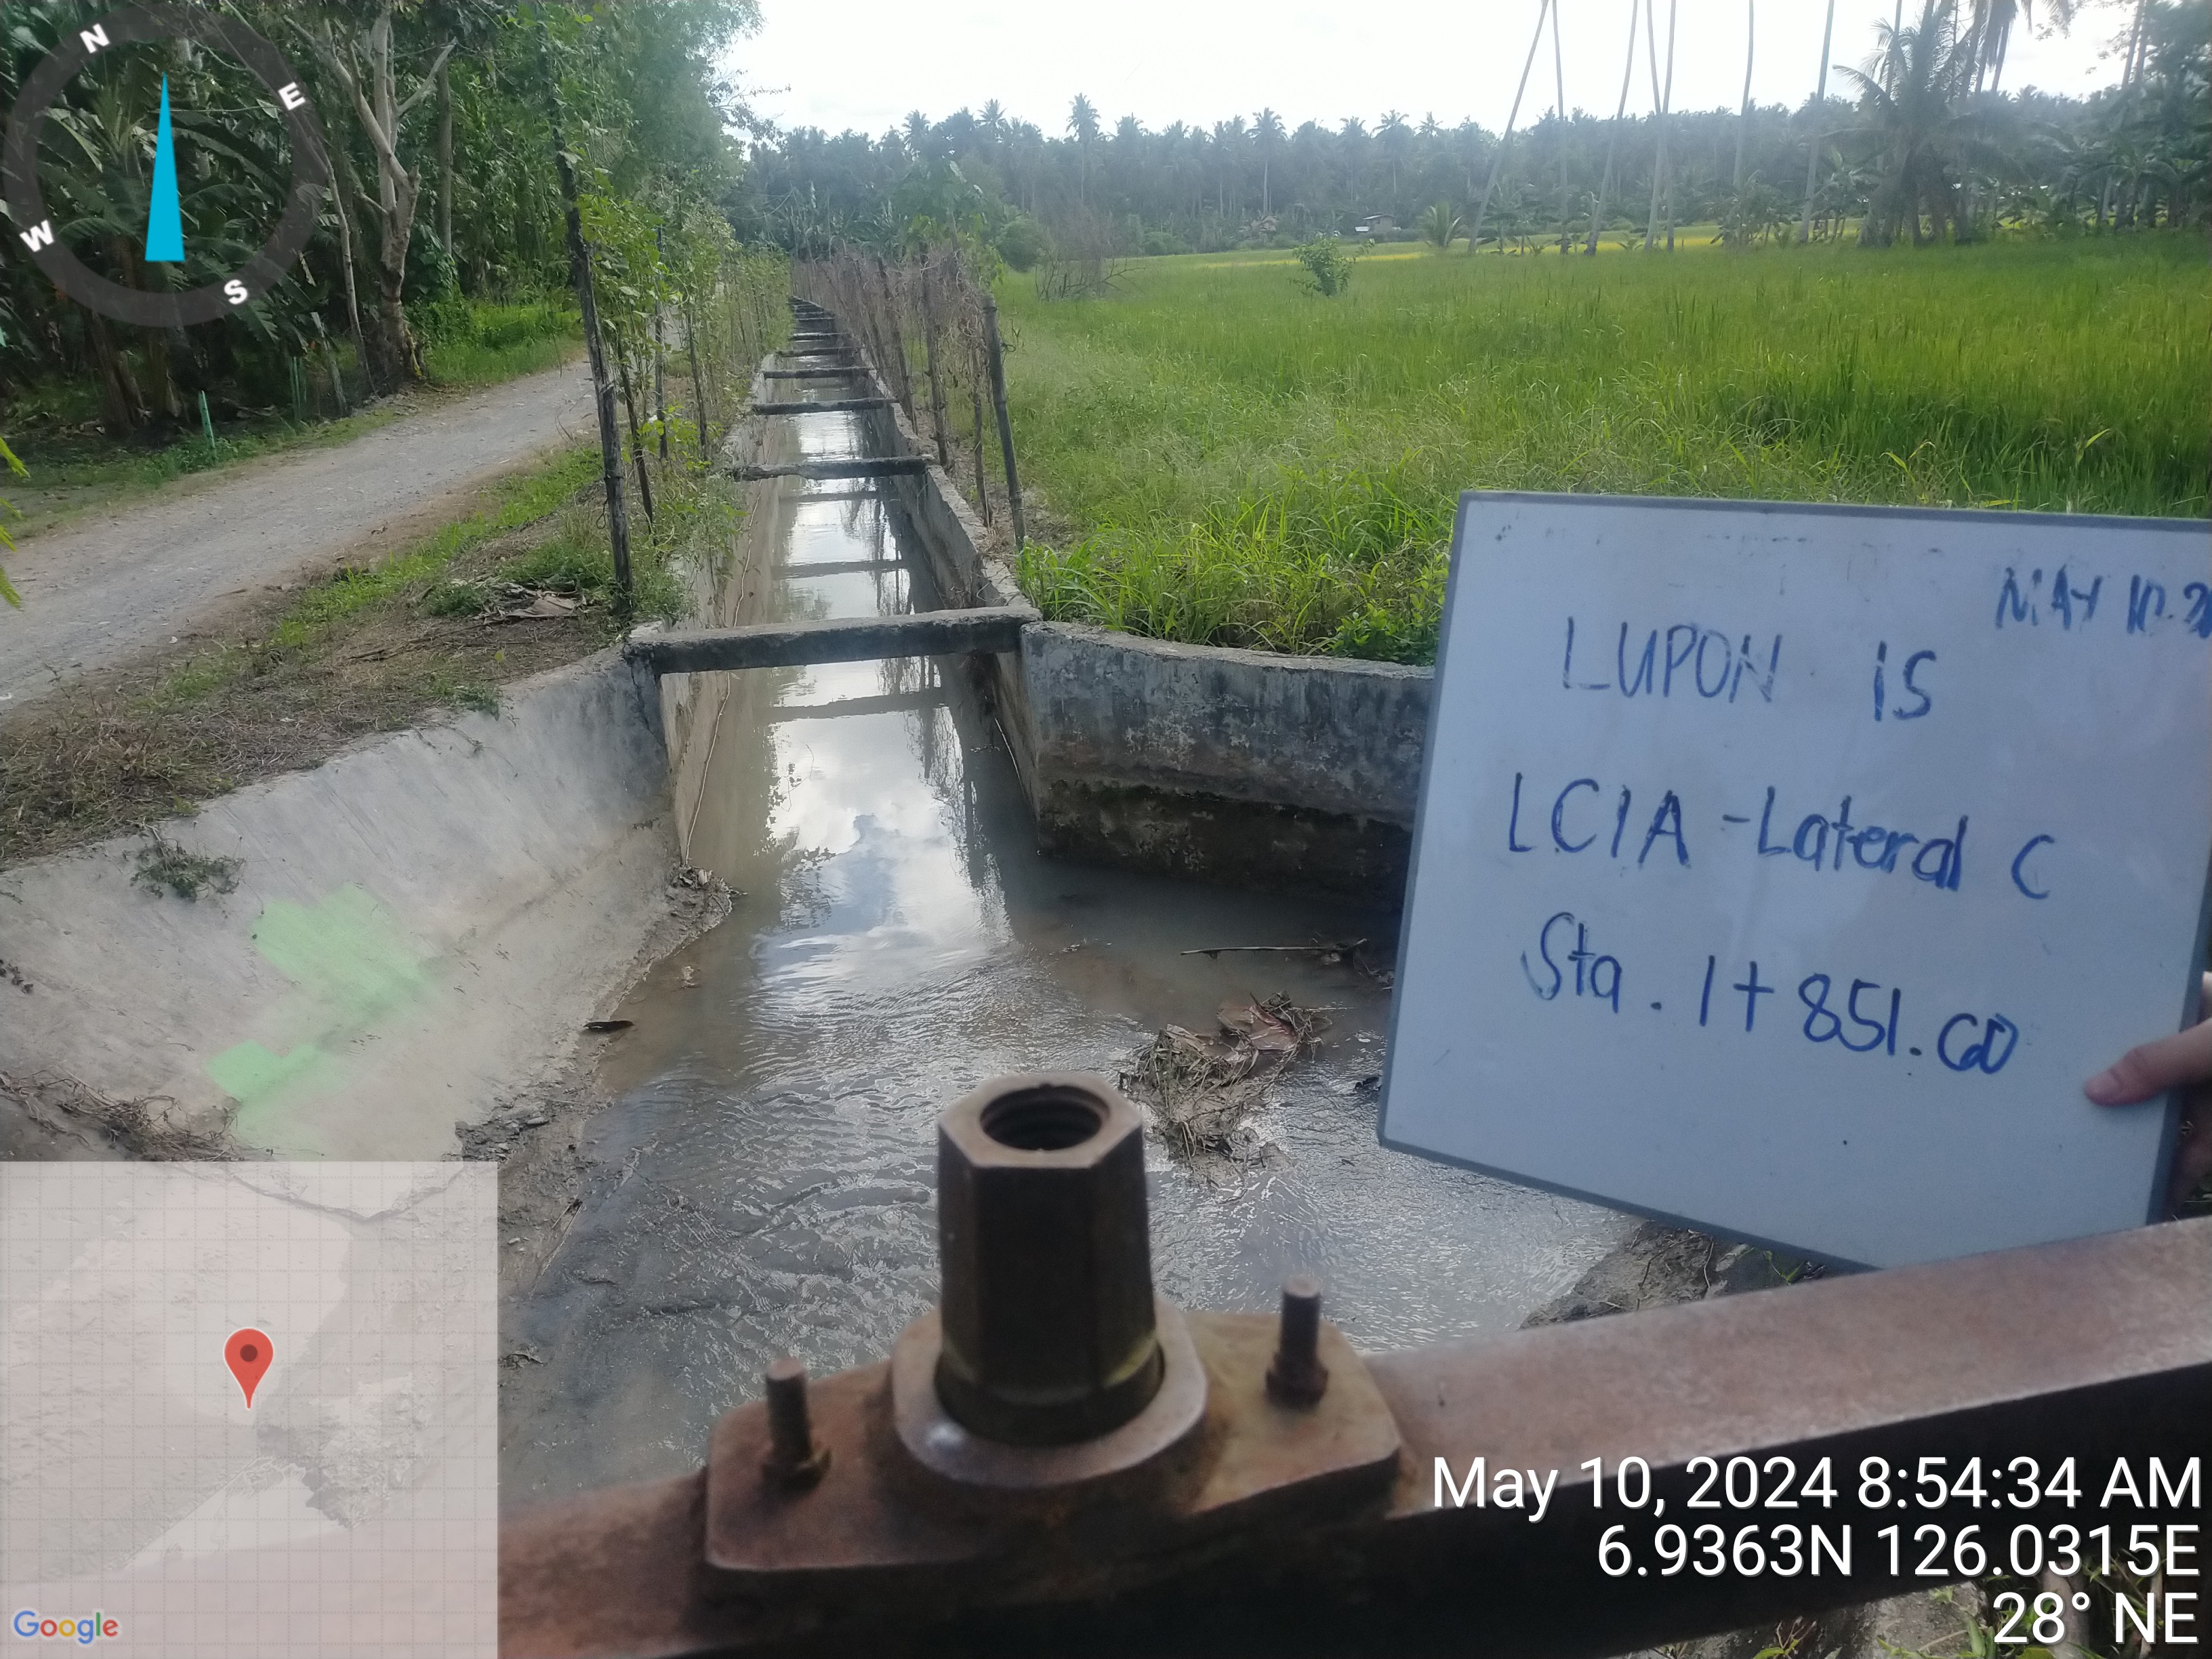 N
E
W
S
MAY 10, 2
LUPON IS
LCIA - Lateral C
Sta. 1+851.60
Google
May 10, 2024 8:54:34 AM
6.9363N 126.0315E
28° NE